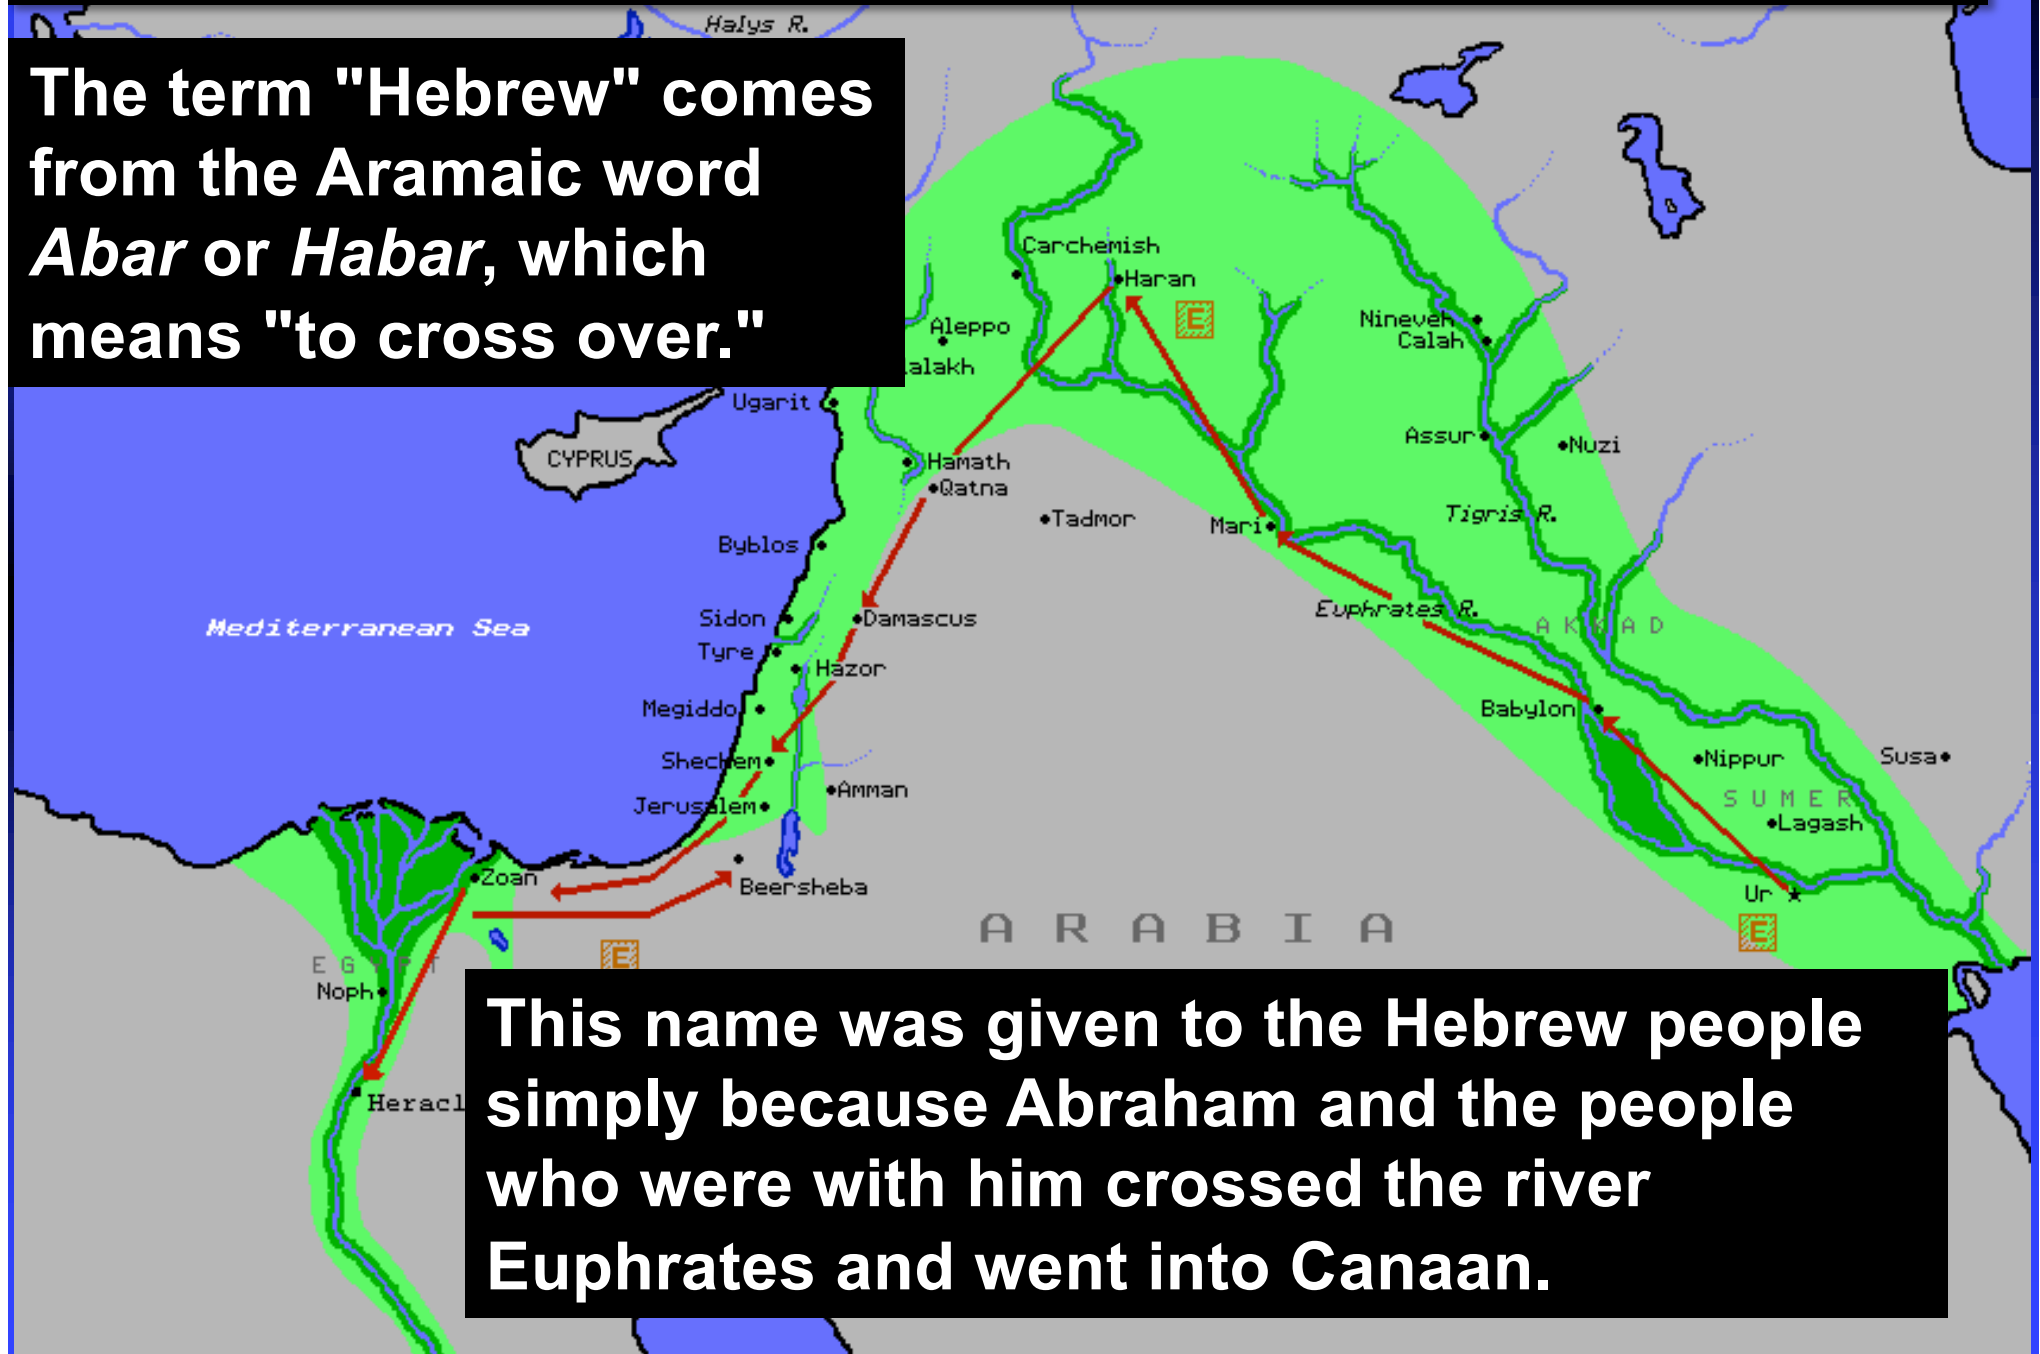 Halys R.
The term "Hebrew" comes
from the Aramaic word
Abar or Habar, which
means "to cross over."
Carchemish
Haran
E
Aleppo
alakh
Nineveh
Calah
Ugarit
CYPRUS
Assur
Nuzi
Hamath
Qatna
Tadmor
Mari
Tigris R.
Byblos
Mediterranean Sea
Sidon
Damascus
Euphrates R.
AKKAD
Tyre
Hazor
Megiddo
Babylon
Shechem
Nippur
Susa
Amman
Jerusalem
SUMER
Lagash
Zoan
Beersheba
Ur
ARABIA
E
E
EGYPT
Noph
Heracl
This name was given to the Hebrew people
simply because Abraham and the people
who were with him crossed the river
Euphrates and went into Canaan.